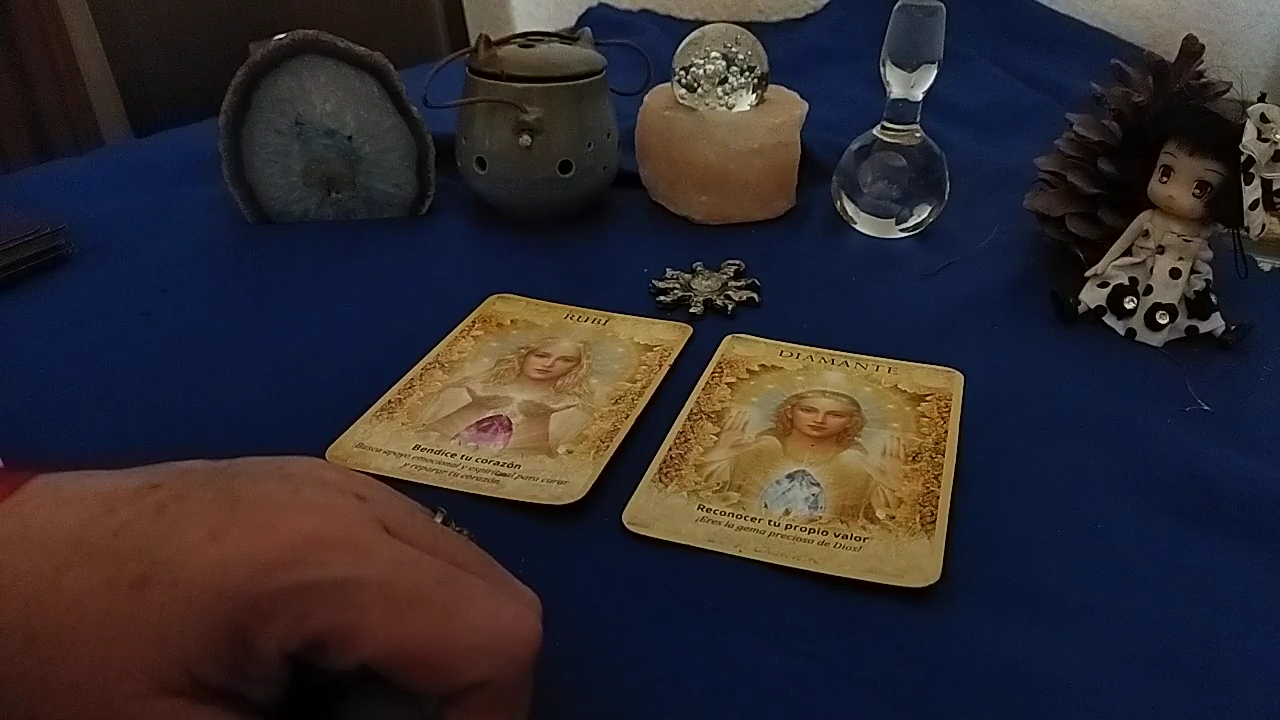 RUBÍ
Bendice tu corazón
Busca apoyo emocional y espiritual para curar
y reparar tu corazón.
DIAMANTE
Reconocer tu propio valor
¡Eres la gema preciosa de Dios!